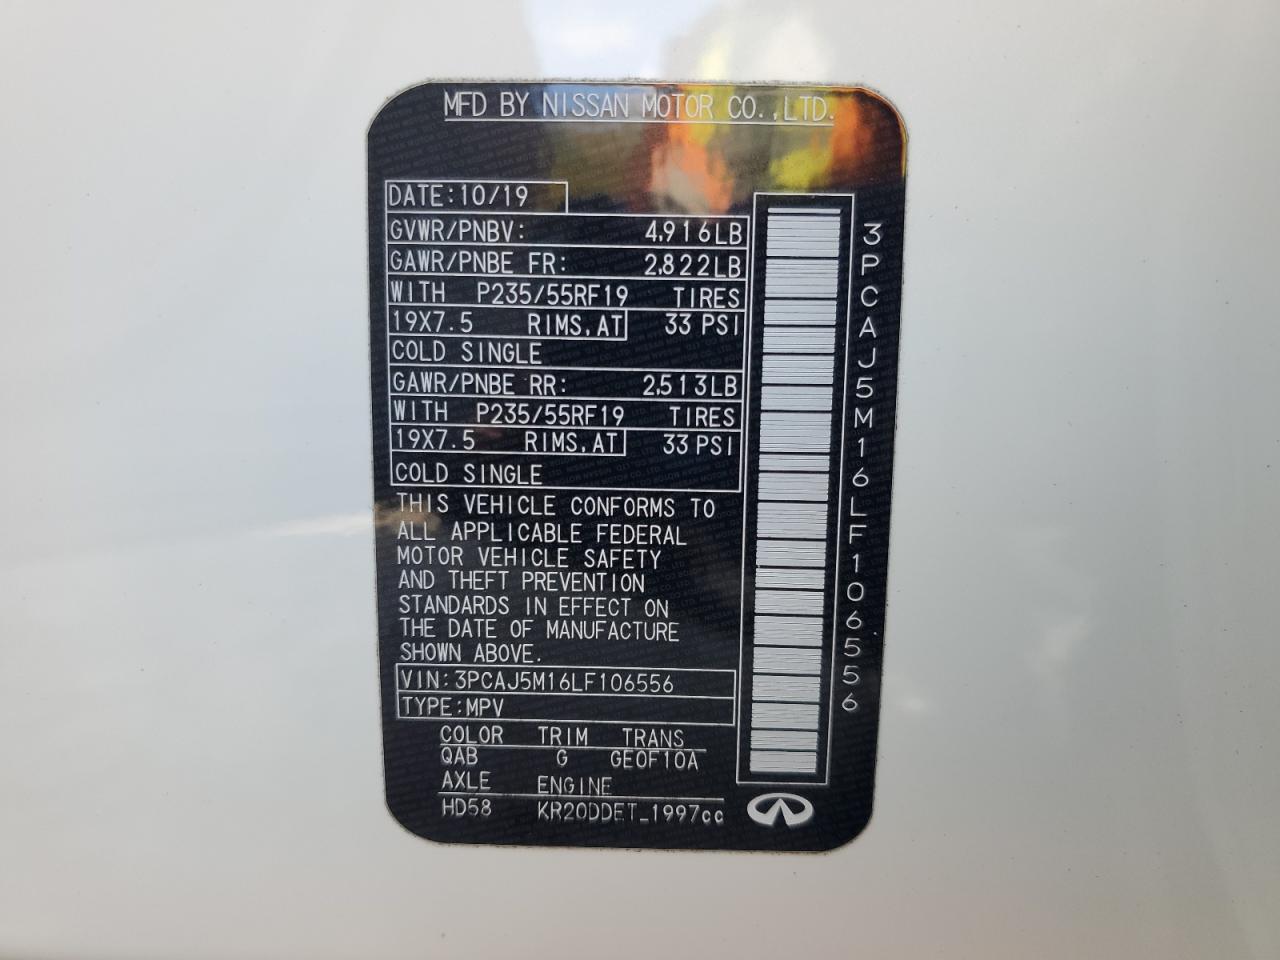 MFD BY NISSAN MOTOR CO.,LTD.
DATE:10/19
GVWR/PNBV: 4,916LB
GAWR/PNBE FR: 2,822LB
WITH P235/55RF19 TIRES
19X7.5 RIMS,AT 33 PSI
COLD SINGLE
GAWR/PNBE RR: 2,513LB
WITH P235/55RF19 TIRES
19X7.5 RIMS,AT 33 PSI
COLD SINGLE
THIS VEHICLE CONFORMS TO
ALL APPLICABLE FEDERAL
MOTOR VEHICLE SAFETY
AND THEFT PREVENTION
STANDARDS IN EFFECT ON
THE DATE OF MANUFACTURE
SHOWN ABOVE.
VIN:3PCAJ5M16LF106556
TYPE:MPV
COLOR TRIM TRANS
QAB G GE0F10A
AXLE ENGINE
HD58 KR20DDET_1997cc
3PCAJ5M16LF106556